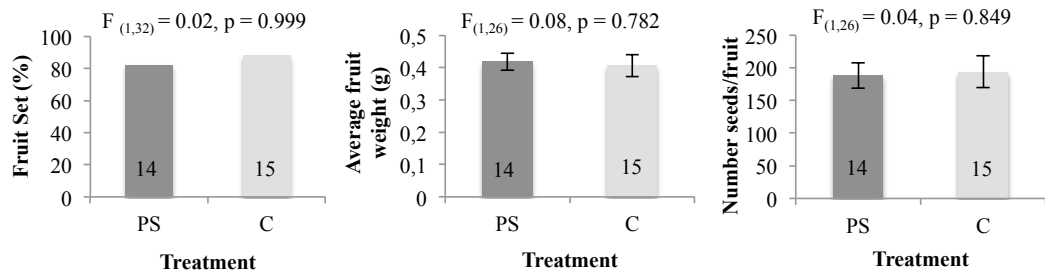 F (1,32) = 0.02, p = 0.999
Fruit Set (%)
100
80
60
40
20
0
14
15
PS
C
Treatment
F(1,26) = 0.08, p = 0.782
Average fruit
weight (g)
0,5
0,4
0,3
0,2
0,1
0
14
15
PS
C
Treatment
F(1,26) = 0.04, p = 0.849
Number seeds/fruit
250
200
150
100
50
0
14
15
PS
C
Treatment